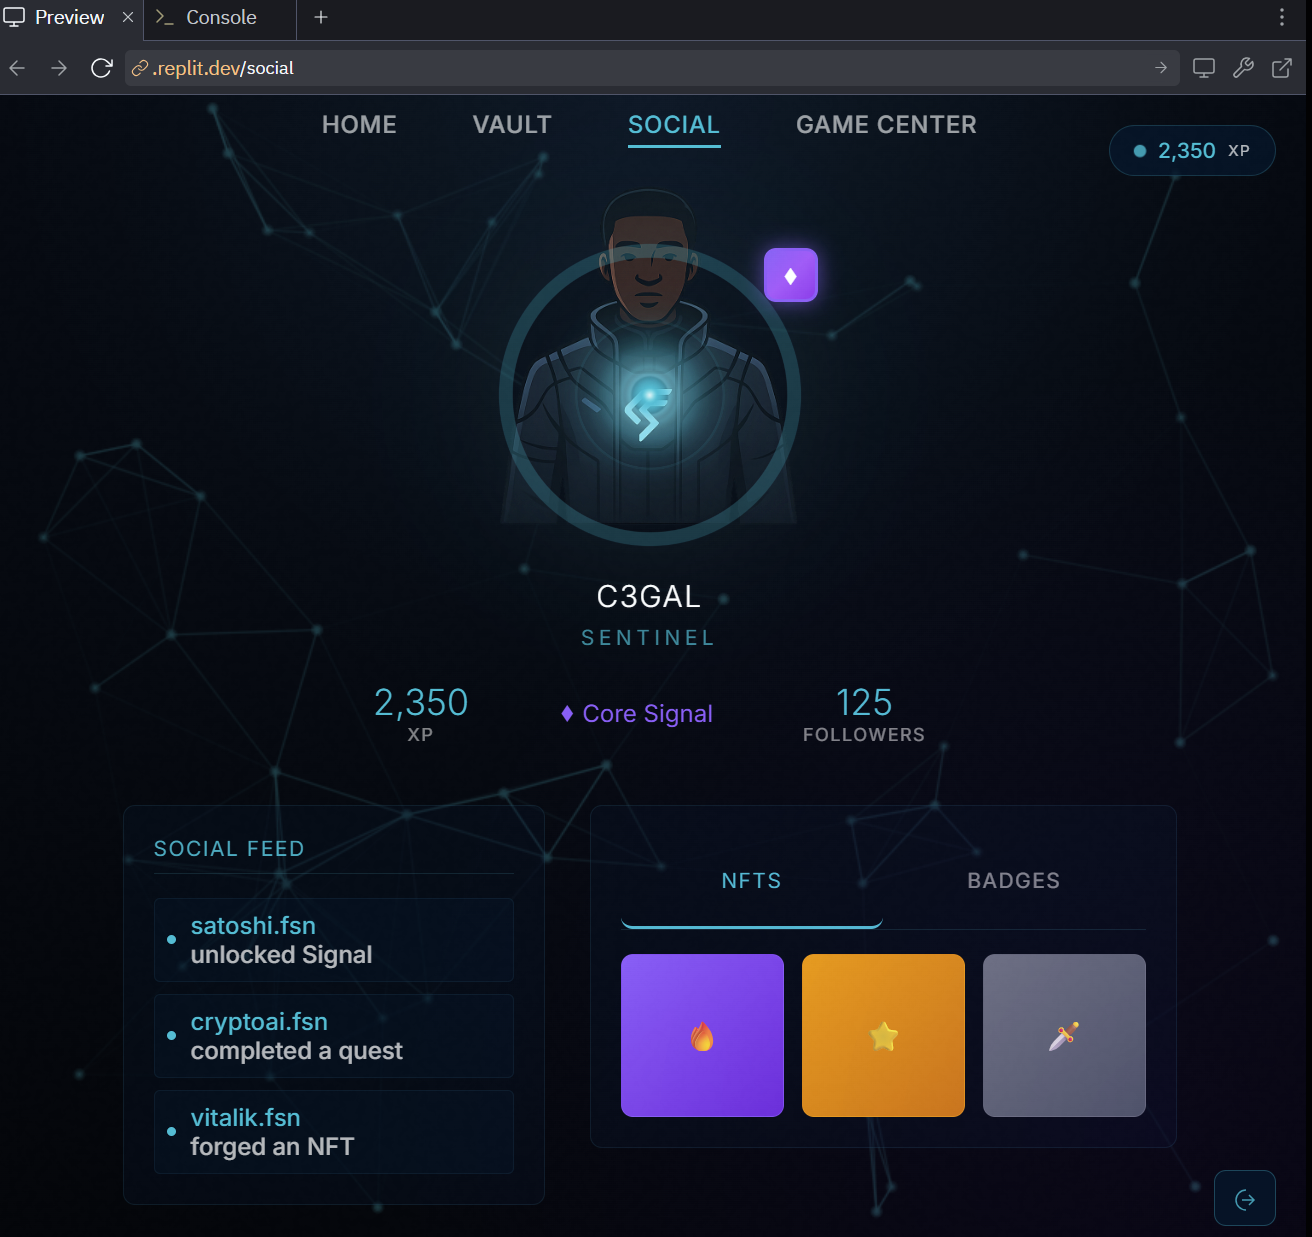 Preview
Console
.replit.dev/social
HOME
VAULT
SOCIAL
GAME CENTER
2,350 XP
C3GAL
SENTINEL
2,350
XP
Core Signal
125
FOLLOWERS
SOCIAL FEED
satoshi.fsn
unlocked Signal
cryptoai.fsn
completed a quest
vitalik.fsn
forged an NFT
NFTS
BADGES